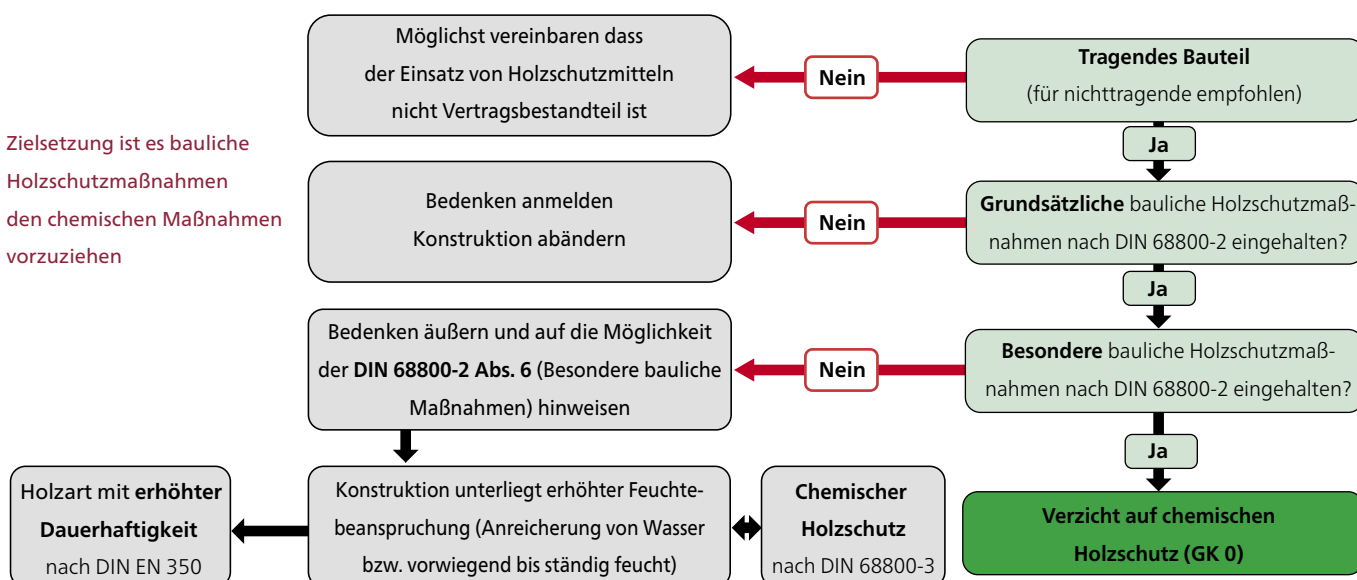 Möglichst vereinbaren dass
der Einsatz von Holzschutzmitteln
nicht Vertragsbestandteil ist
Nein
Tragendes Bauteil
(für nichttragende empfohlen)
Ja
Zielsetzung ist es bauliche
Holzschutzmaßnahmen
den chemischen Maßnahmen
vorzuziehen
Bedenken anmelden
Konstruktion abändern
Nein
Grundsätzliche bauliche Holzschutzmaß-
nahmen nach DIN 68800-2 eingehalten?
Ja
Bedenken äußern und auf die Möglichkeit
der DIN 68800-2 Abs. 6 (Besondere bauliche
Maßnahmen) hinweisen
Nein
Besondere bauliche Holzschutzmaß-
nahmen nach DIN 68800-2 eingehalten?
Ja
Holzart mit erhöhter
Dauerhaftigkeit
nach DIN EN 350
Konstruktion unterliegt erhöhter Feuchte-
beanspruchung (Anreicherung von Wasser
bzw. vorwiegend bis ständig feucht)
Chemischer
Holzschutz
nach DIN 68800-3
Verzicht auf chemischen
Holzschutz (GK 0)